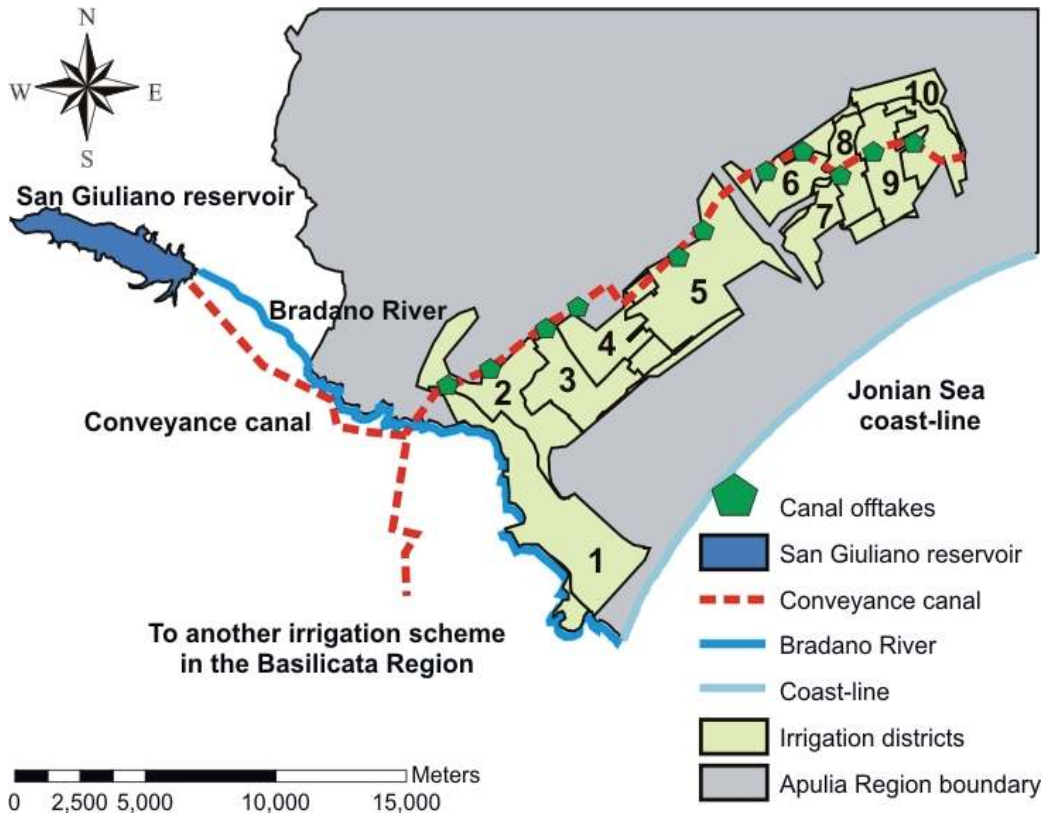 N
W E
S
San Giuliano reservoir
Bradano River
Conveyance canal
To another irrigation scheme
in the Basilicata Region
10
8
6
9
7
5
4
3
2
1
Jonian Sea
coast-line
Canal offtakes
San Giuliano reservoir
Conveyance canal
Bradano River
Coast-line
Irrigation districts
Apulia Region boundary
Meters
0 2,500 5,000 10,000 15,000